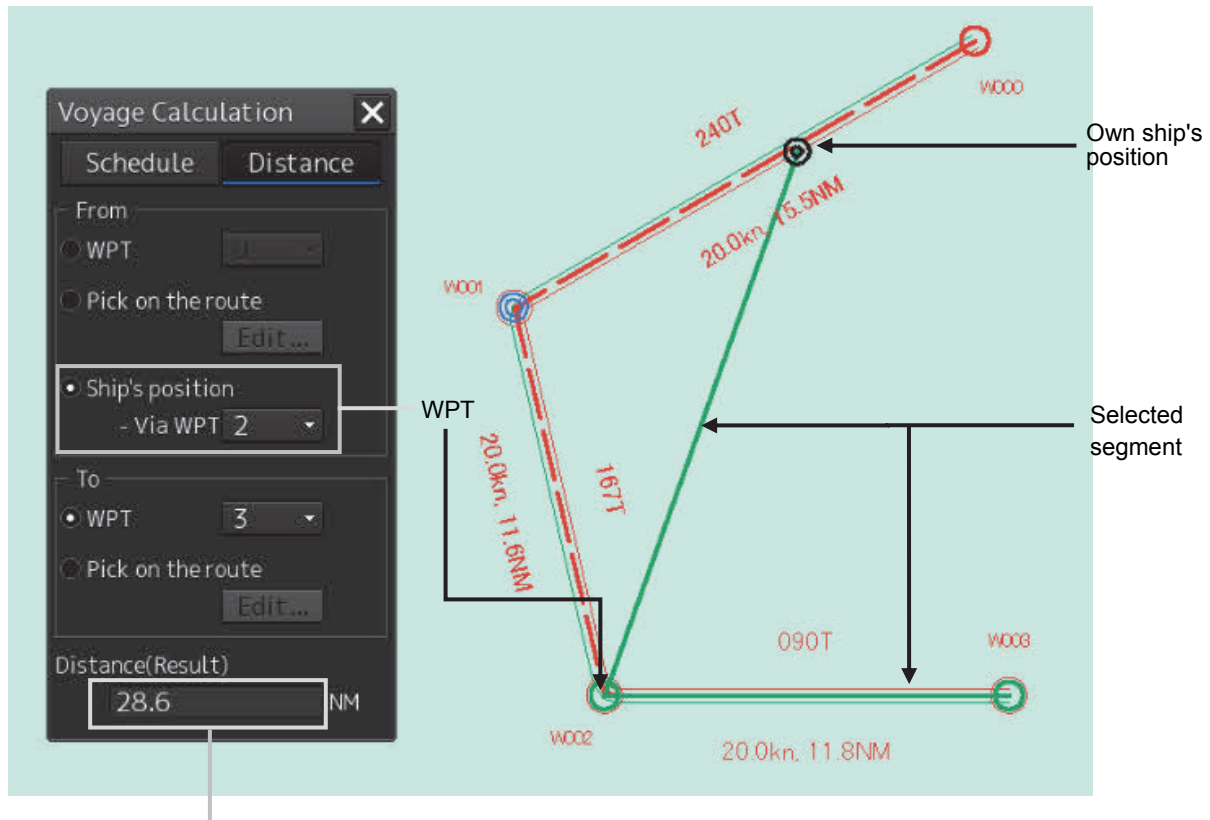 Voyage Calculation
Schedule Distance
From
WPT
Pick on the route
Edit...
Ship's position
- Via WPT 2
To
WPT 3
Pick on the route
Edit...
Distance(Result)
28.6 NM
W000
240T
Own ship's
position
20.0kn, 15.5NM
W001
WPT
Selected
segment
20.0kn, 11.6NM
167T
090T
W003
W002
20.0kn, 11.8NM